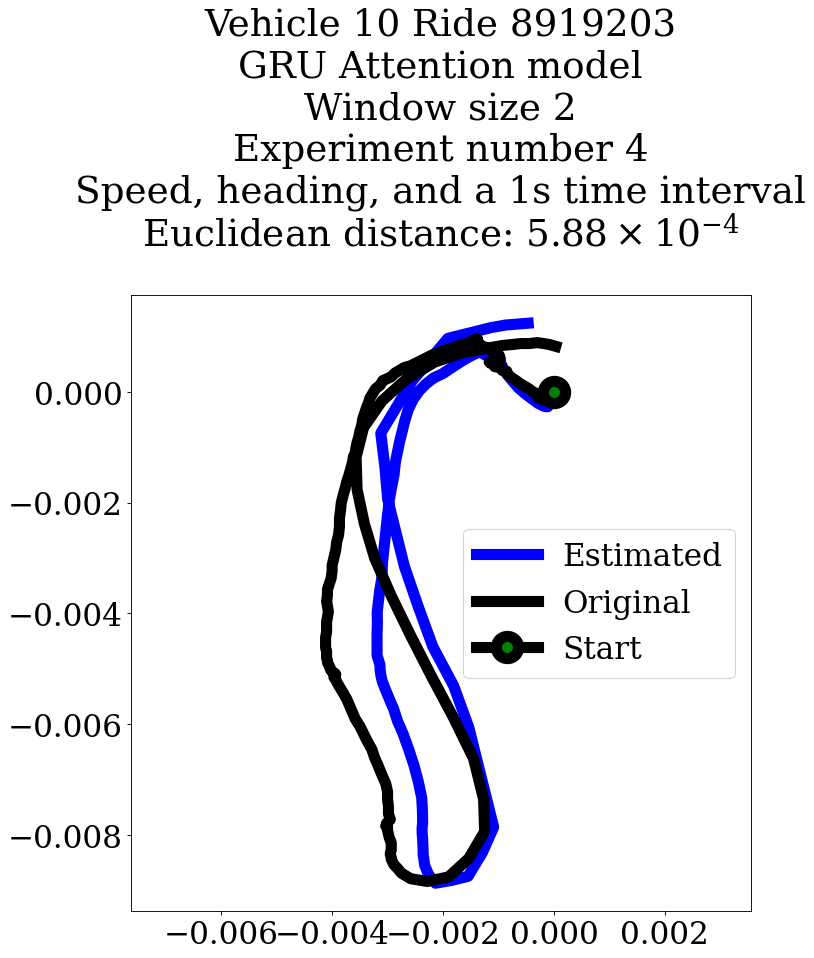 Vehicle 10 Ride 8919203
GRU Attention model
Window size 2
Experiment number 4
Speed, heading, and a 1s time interval
Euclidean distance: 5.88 × 10⁻⁴
0.000
−0.002
−0.004
−0.006
−0.008
Estimated
Original
Start
−0.006 −0.004 −0.002 0.000 0.002